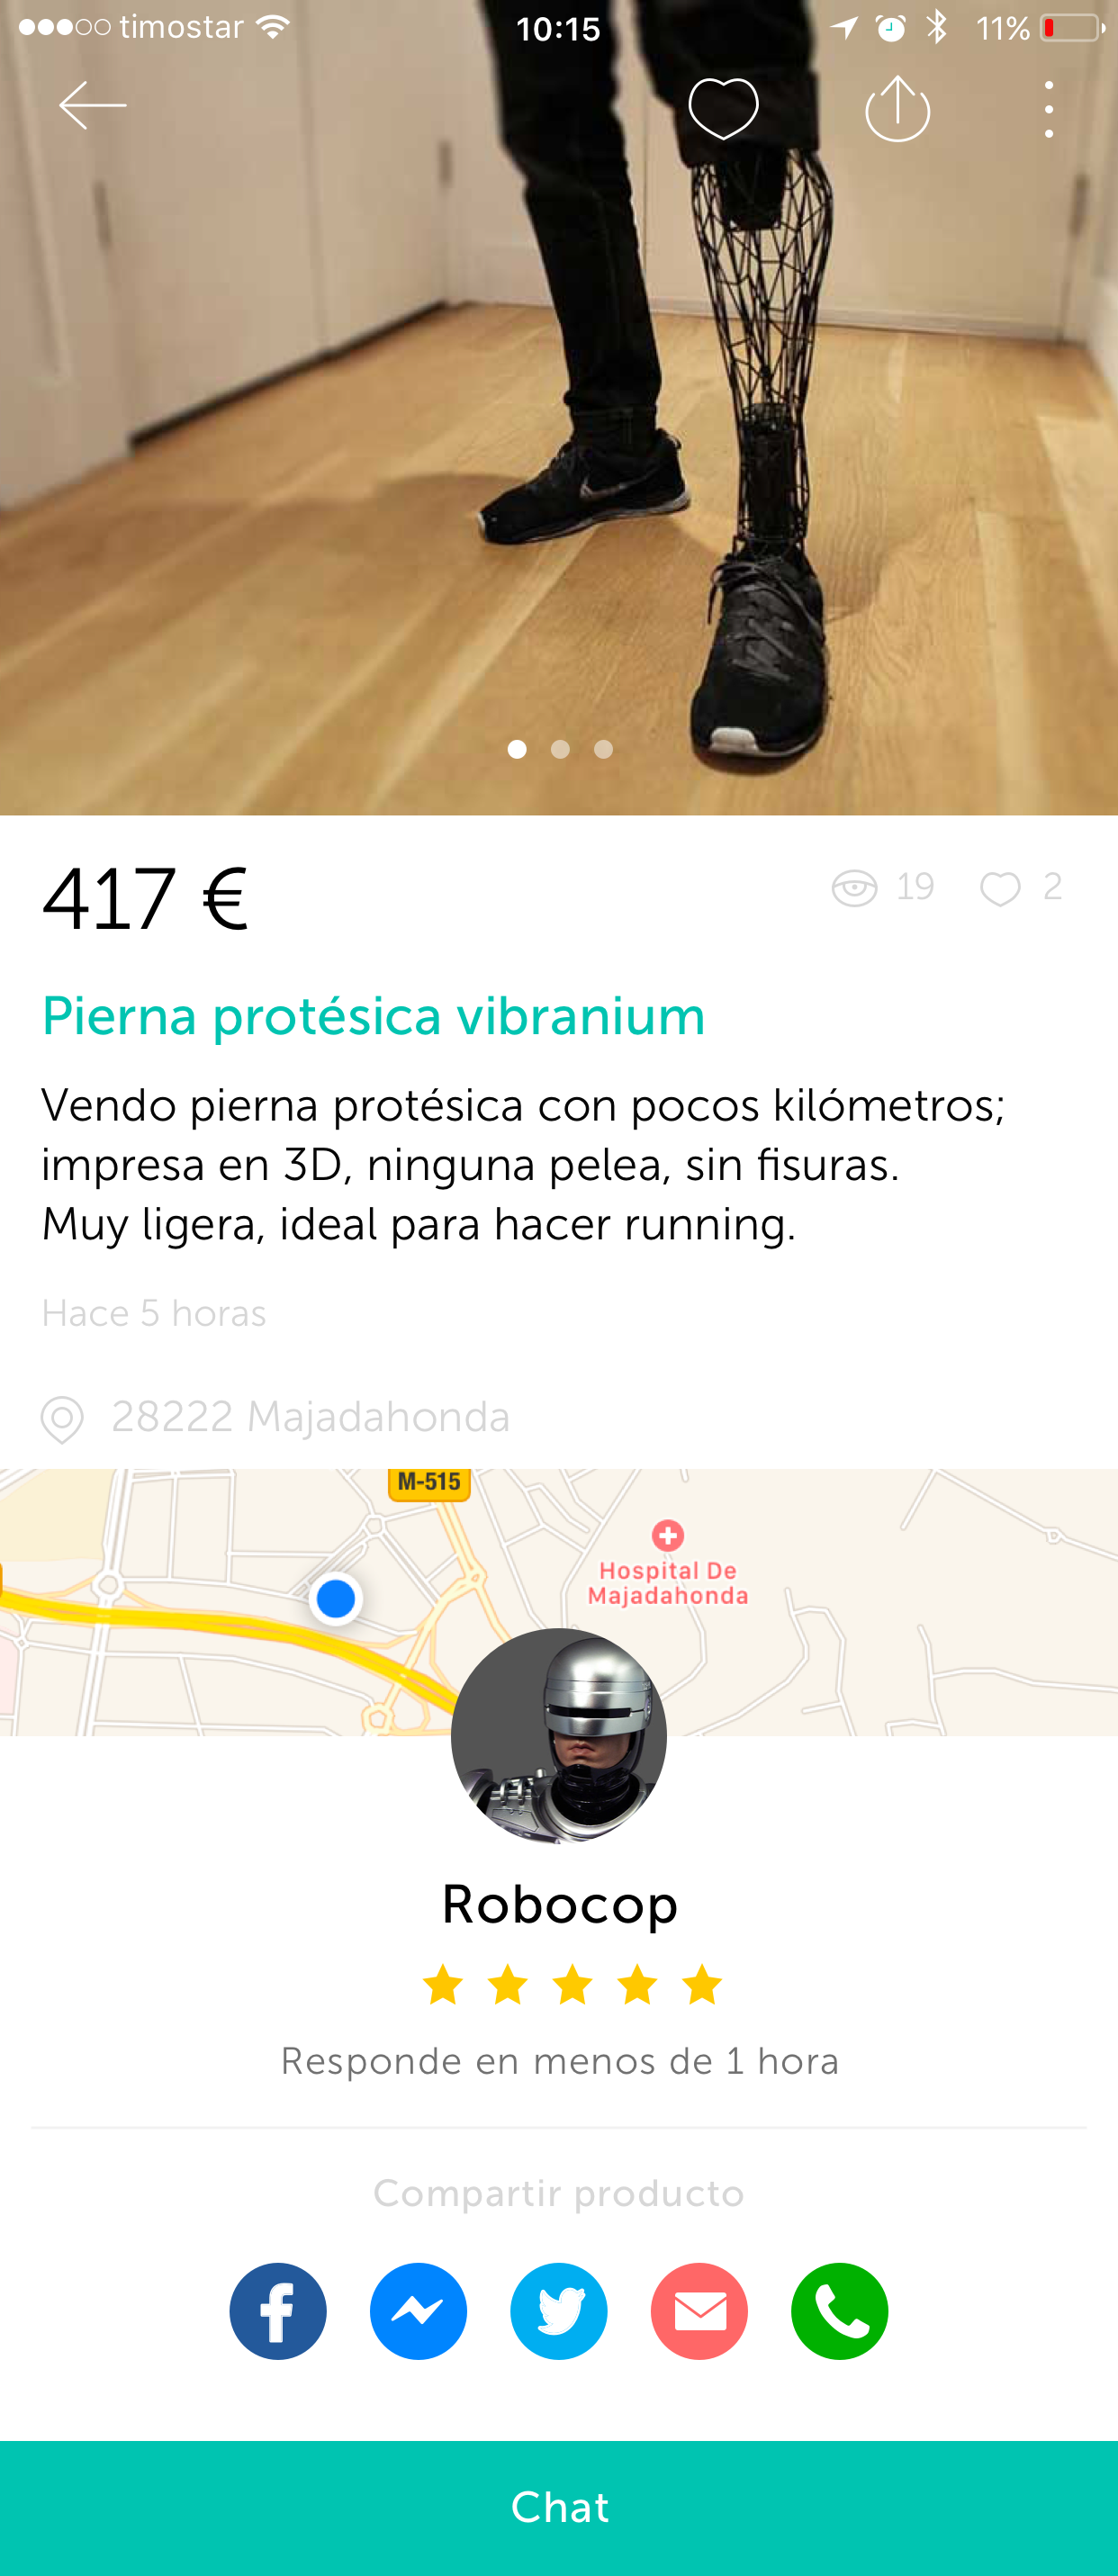 timostar 10:15 11%
417 €
19 2
Pierna protésica vibranium
Vendo pierna protésica con pocos kilómetros;
impresa en 3D, ninguna pelea, sin fisuras.
Muy ligera, ideal para hacer running.
Hace 5 horas
28222 Majadahonda
M-515
Hospital De
Majadahonda
Robocop
Responde en menos de 1 hora
Compartir producto
Chat